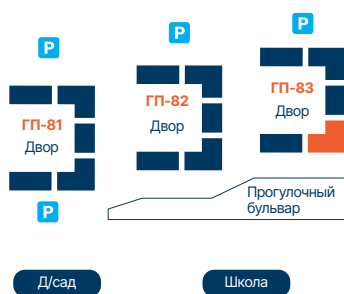 P
P
P
ГП-81
Двор
ГП-82
Двор
ГП-83
Двор
P
Прогулочный
бульвар
Д/сад
Школа